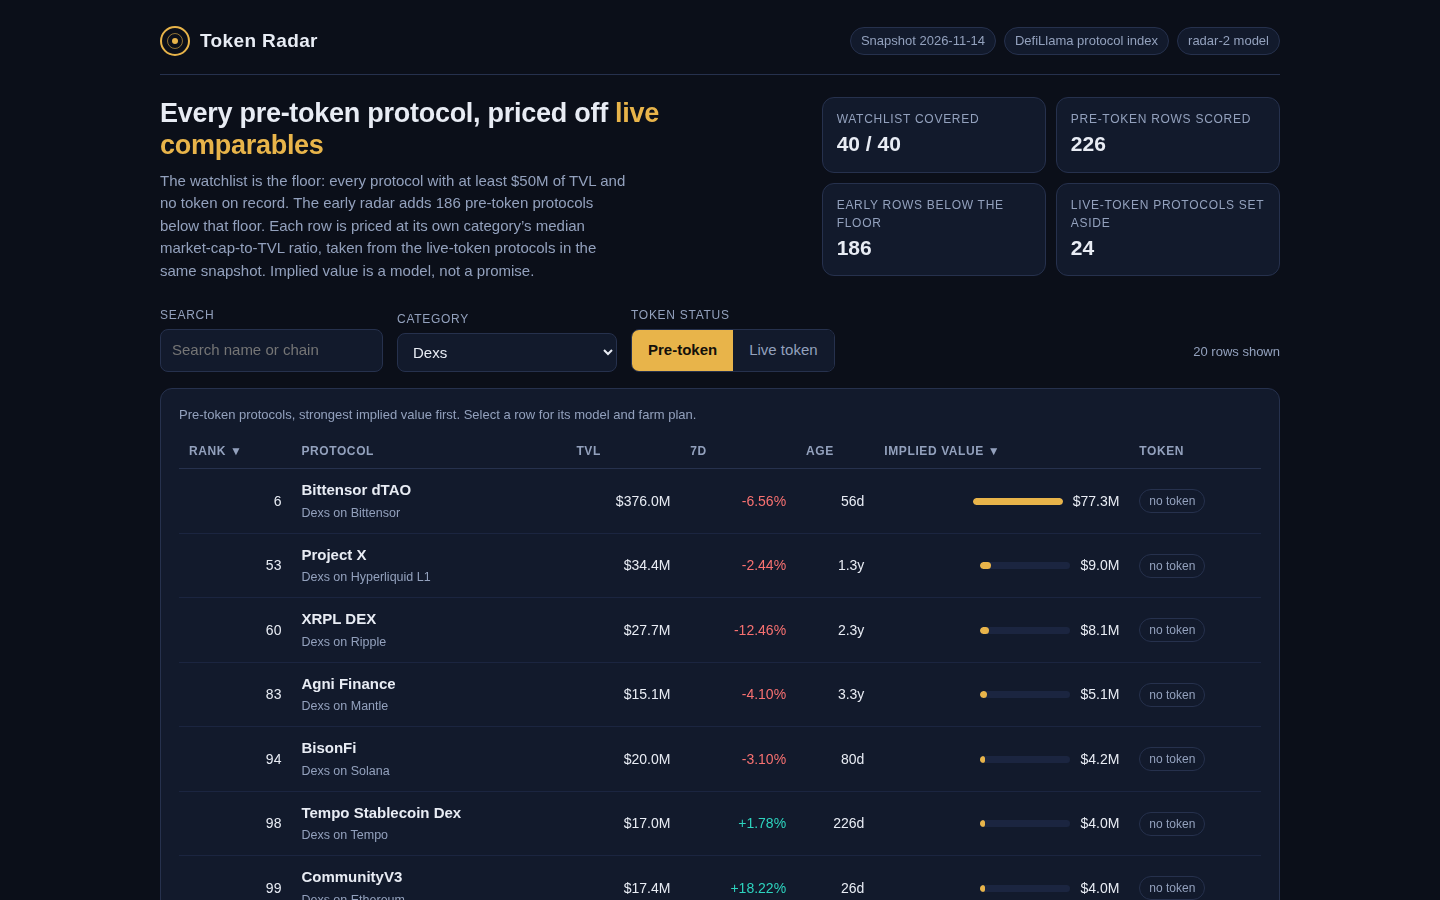 Token Radar
Snapshot 2026-11-14
DefiLlama protocol index
radar-2 model
Every pre-token protocol, priced off live
comparables
The watchlist is the floor: every protocol with at least $50M of TVL and
no token on record. The early radar adds 186 pre-token protocols
below that floor. Each row is priced at its own category's median
market-cap-to-TVL ratio, taken from the live-token protocols in the
same snapshot. Implied value is a model, not a promise.
WATCHLIST COVERED
40 / 40
PRE-TOKEN ROWS SCORED
226
EARLY ROWS BELOW THE
FLOOR
186
LIVE-TOKEN PROTOCOLS SET
ASIDE
24
SEARCH
Search name or chain
CATEGORY
Dexs
TOKEN STATUS
Pre-token
Live token
20 rows shown
Pre-token protocols, strongest implied value first. Select a row for its model and farm plan.
RANK ▼ PROTOCOL TVL 7D AGE IMPLIED VALUE ▼ TOKEN
6 Bittensor dTAO $376.0M -6.56% 56d $77.3M no token
Dexs on Bittensor
53 Project X $34.4M -2.44% 1.3y $9.0M no token
Dexs on Hyperliquid L1
60 XRPL DEX $27.7M -12.46% 2.3y $8.1M no token
Dexs on Ripple
83 Agni Finance $15.1M -4.10% 3.3y $5.1M no token
Dexs on Mantle
94 BisonFi $20.0M -3.10% 80d $4.2M no token
Dexs on Solana
98 Tempo Stablecoin Dex $17.0M +1.78% 226d $4.0M no token
Dexs on Tempo
99 CommunityV3 $17.4M +18.22% 26d $4.0M no token
Dexs on Ethereum